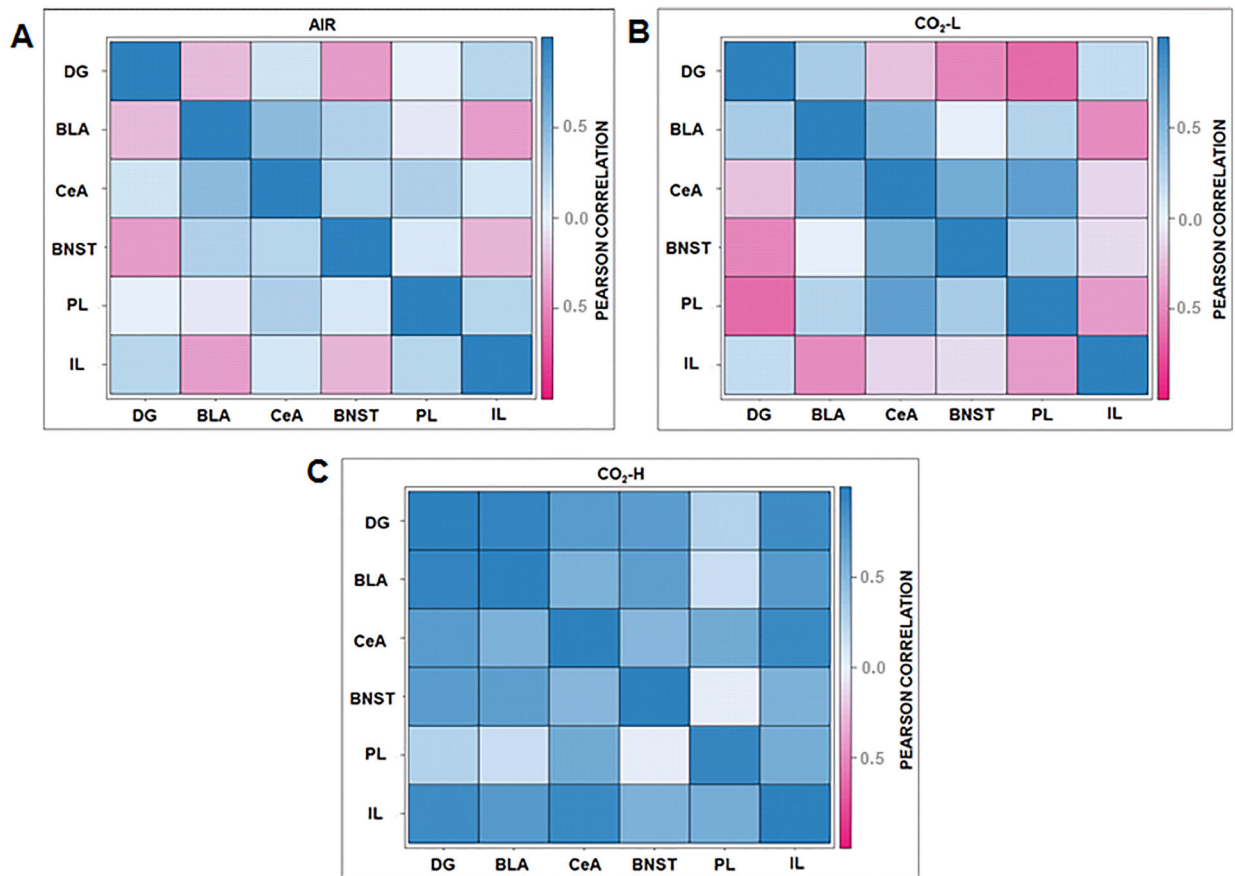 A
AIR
DG
BLA
CeA
BNST
PL
IL
DG BLA CeA BNST PL IL
0.5
0.0
0.5
PEARSON CORRELATION
B
CO₂-L
DG
BLA
CeA
BNST
PL
IL
DG BLA CeA BNST PL IL
0.5
0.0
0.5
PEARSON CORRELATION
C
CO₂-H
DG
BLA
CeA
BNST
PL
IL
DG BLA CeA BNST PL IL
0.5
0.0
0.5
PEARSON CORRELATION